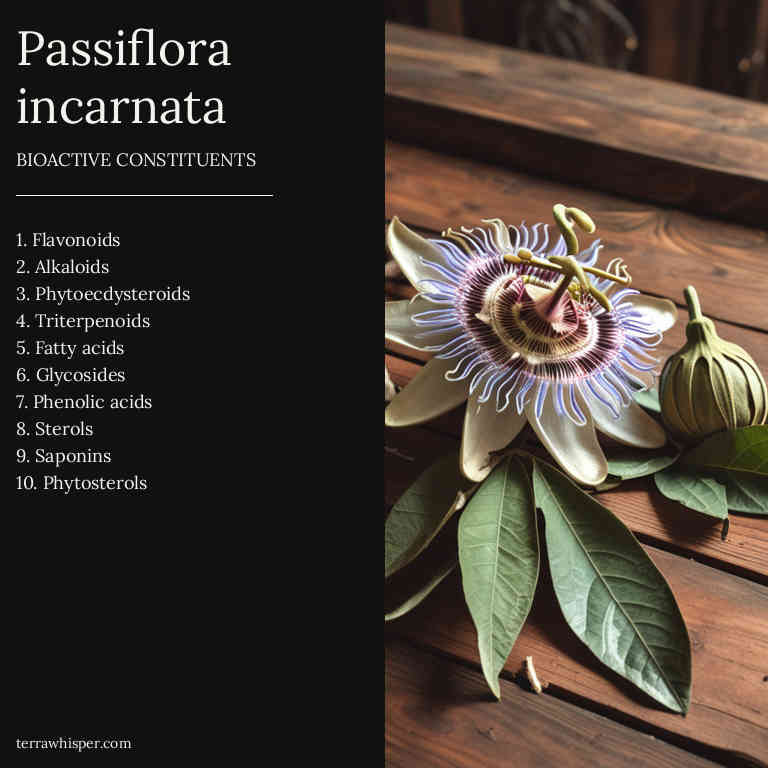 Passiflora
incarnata
BIOACTIVE CONSTITUENTS
1. Flavonoids
2. Alkaloids
3. Phytoecdysteroids
4. Triterpenoids
5. Fatty acids
6. Glycosides
7. Phenolic acids
8. Sterols
9. Saponins
10. Phytosterols
terrawhisper.com